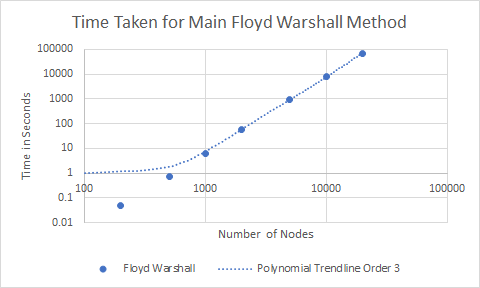 Time Taken for Main Floyd Warshall Method
100000
10000
1000
100
10
1
0.1
0.01
100 1000 10000 100000
Time in Seconds
Number of Nodes
Floyd Warshall Polynomial Trendline Order 3